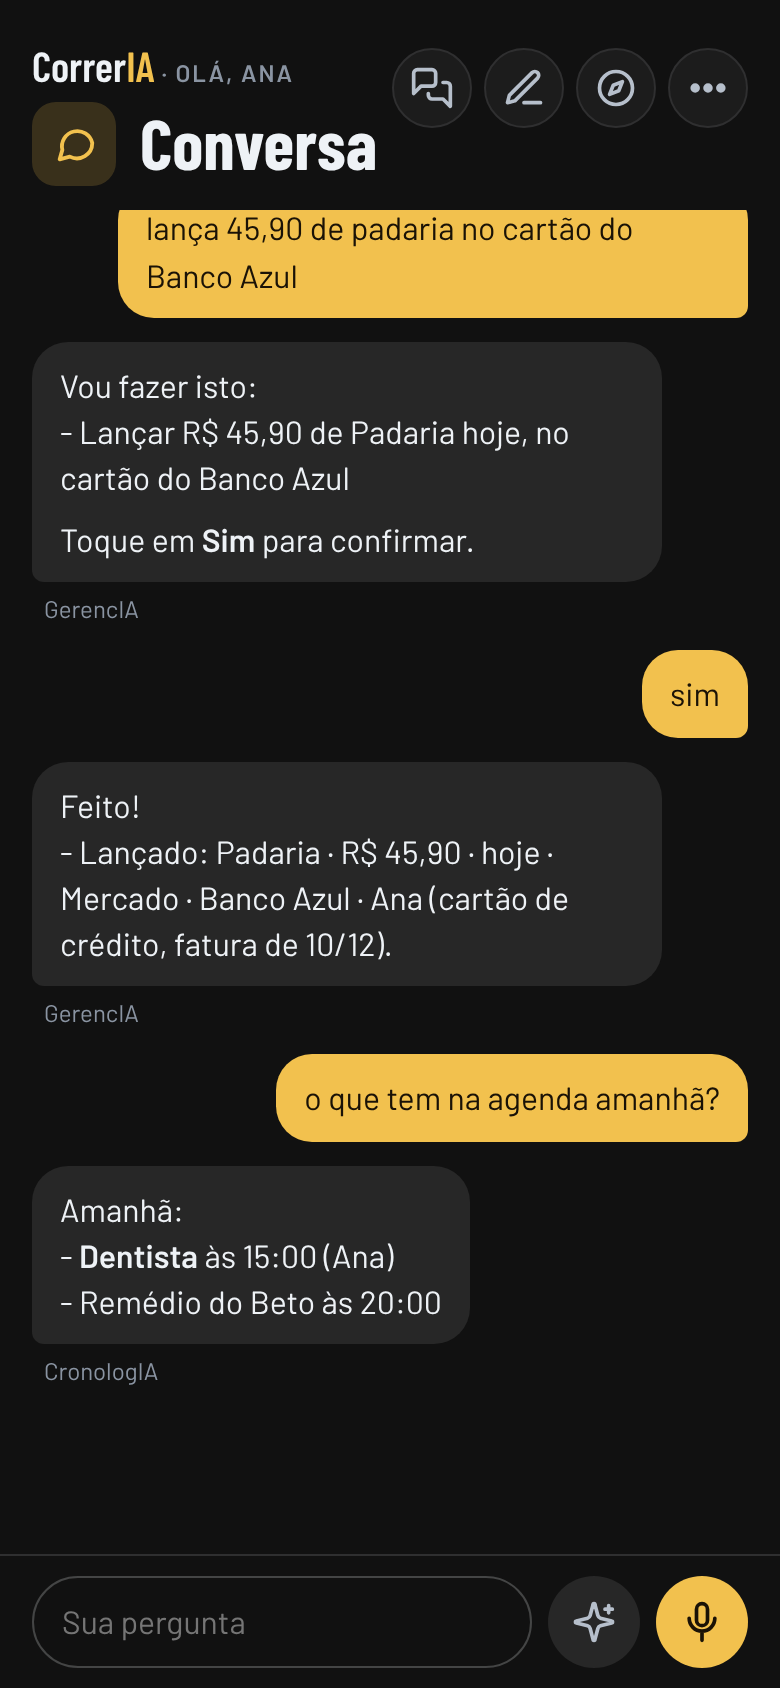 CorrerIA · OLÁ, ANA
Conversa
lança 45,90 de padaria no cartão do
Banco Azul
Vou fazer isto:
- Lançar R$ 45,90 de Padaria hoje, no
cartão do Banco Azul
Toque em Sim para confirmar.
GerencIA
sim
Feito!
- Lançado: Padaria · R$ 45,90 · hoje ·
Mercado · Banco Azul · Ana (cartão de
crédito, fatura de 10/12).
GerencIA
o que tem na agenda amanhã?
Amanhã:
- Dentista às 15:00 (Ana)
- Remédio do Beto às 20:00
CronologIA
Sua pergunta